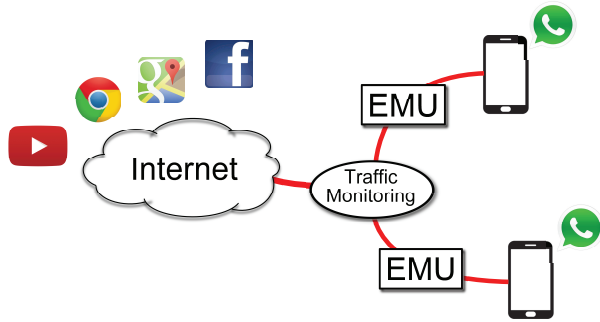 EMU
Internet
Traffic
Monitoring
EMU